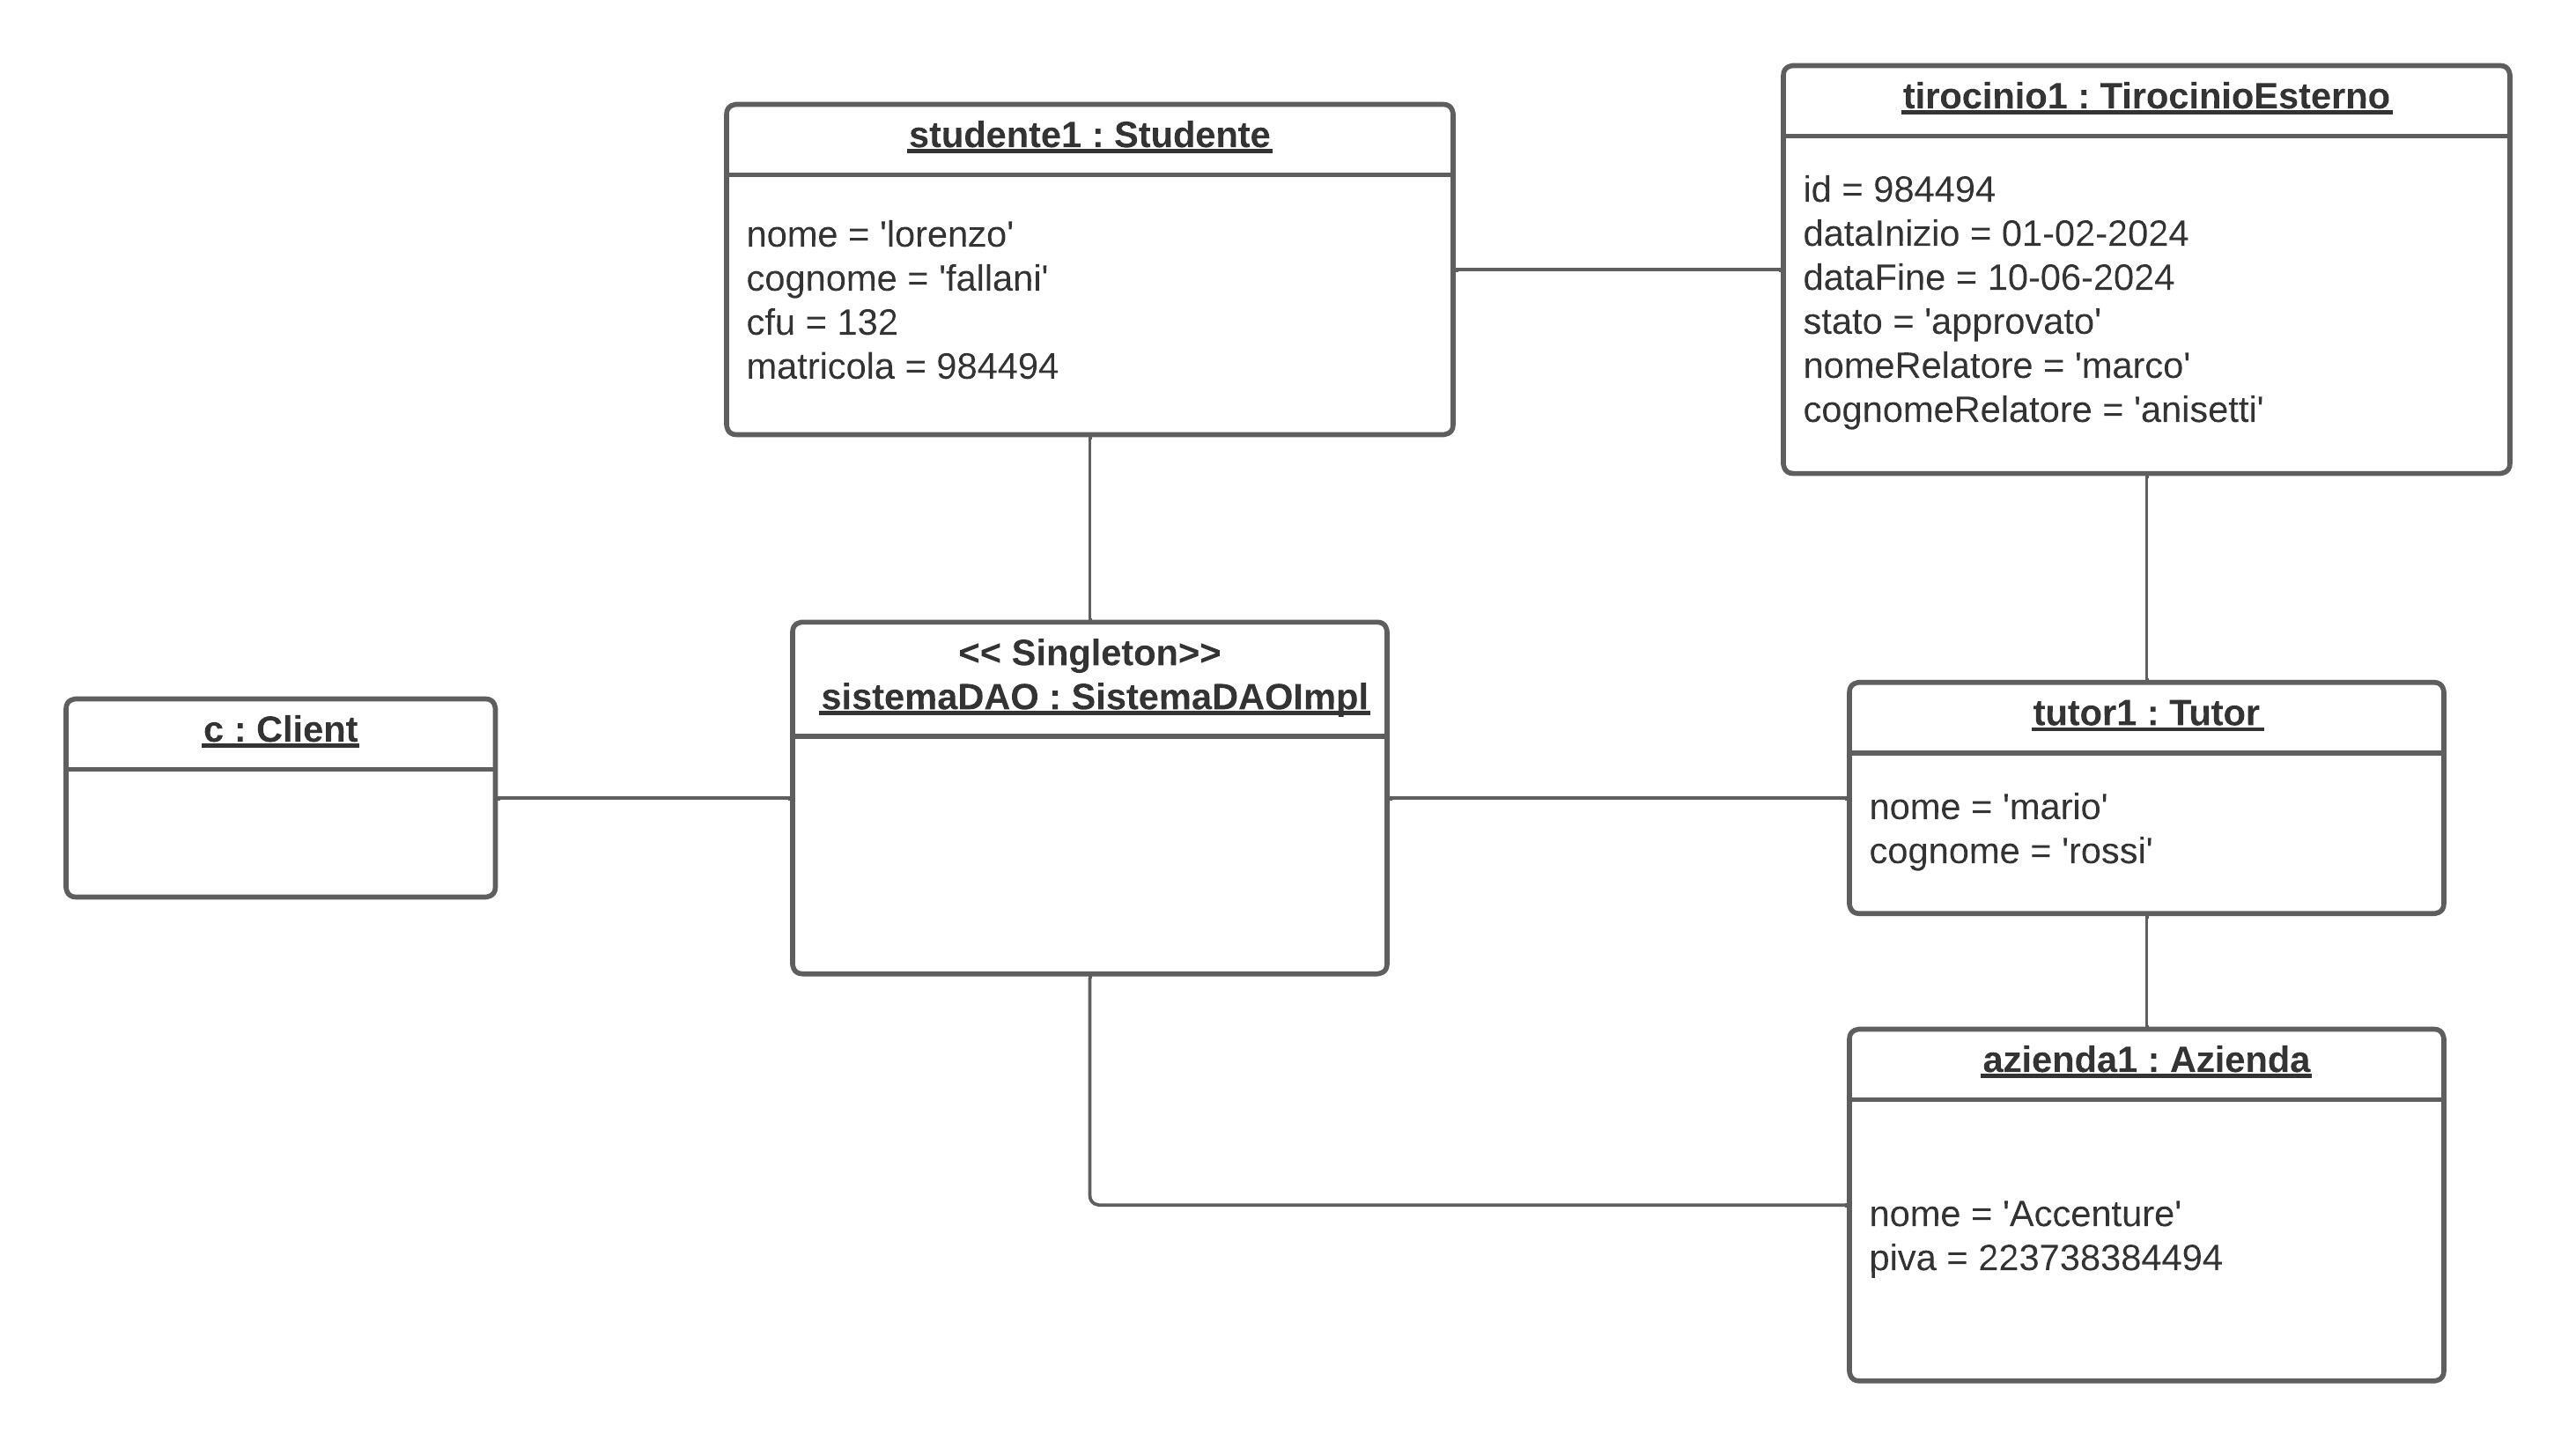 studente1 : Studente
nome = 'lorenzo'
cognome = 'fallani'
cfu = 132
matricola = 984494
tirocinio1 : TirocinioEsterno
id = 984494
dataInizio = 01-02-2024
dataFine = 10-06-2024
stato = 'approvato'
nomeRelatore = 'marco'
cognomeRelatore = 'anisetti'
c : Client
<< Singleton>>
sistemaDAO : SistemaDAOImpl
tutor1 : Tutor
nome = 'mario'
cognome = 'rossi'
azienda1 : Azienda
nome = 'Accenture'
piva = 223738384494